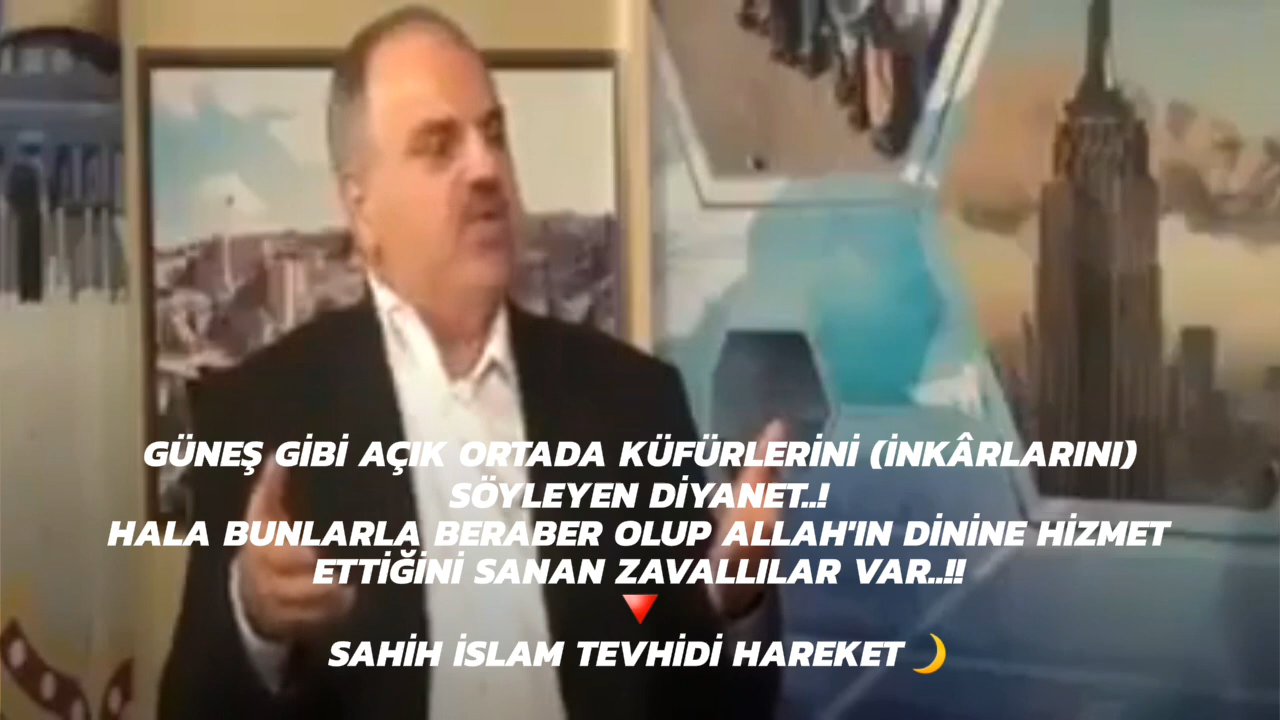 GÜNEŞ GİBİ AÇIK ORTADA KÜFÜRLERİNİ (İNKÂRLARINI)
SÖYLEYEN DİYANET..!
HALA BUNLARLA BERABER OLUP ALLAH'IN DİNİNE HİZMET
ETTİĞİNİ SANAN ZAVALLILAR VAR..!!
🔻
SAHİH İSLAM TEVHİDİ HAREKET 🌙